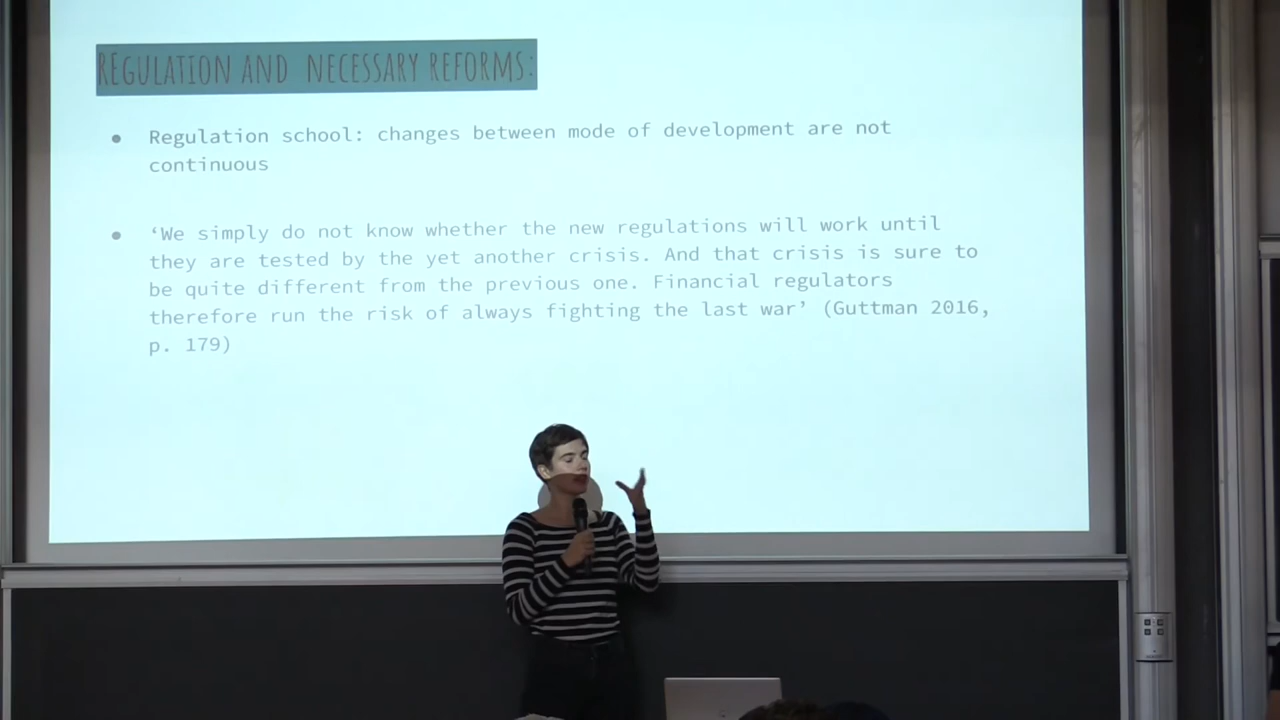 REGULATION AND NECESSARY REFORMS:
● Regulation school: changes between mode of development are not
continuous
● ‘We simply do not know whether the new regulations will work until
they are tested by the yet another crisis. And that crisis is sure to
be quite different from the previous one. Financial regulators
therefore run the risk of always fighting the last war’ (Guttman 2016,
p. 179)